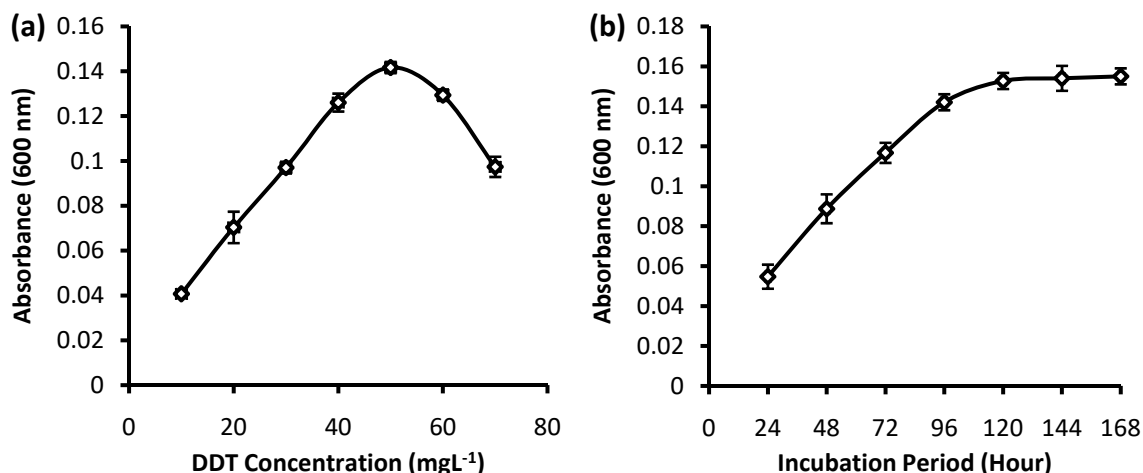 (a)
Absorbance (600 nm)
0.16
0.14
0.12
0.1
0.08
0.06
0.04
0.02
0
0 20 40 60 80
DDT Concentration (mgL⁻¹)
(b)
Absorbance (600 nm)
0.18
0.16
0.14
0.12
0.1
0.08
0.06
0.04
0.02
0
0 24 48 72 96 120 144 168
Incubation Period (Hour)